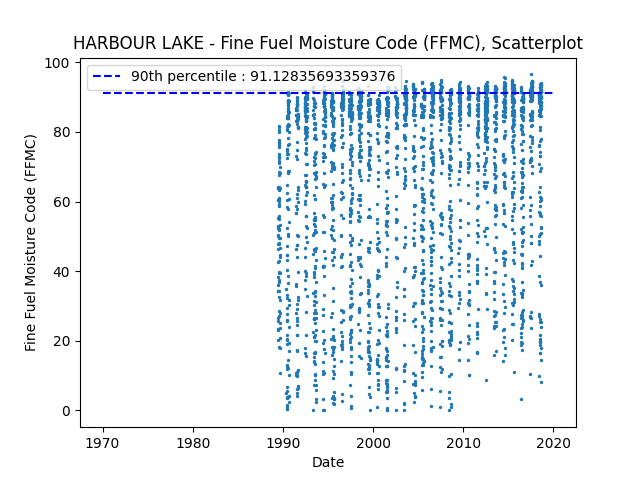 HARBOUR LAKE - Fine Fuel Moisture Code (FFMC), Scatterplot
90th percentile : 91.12835693359376
100
80
60
40
20
0
Fine Fuel Moisture Code (FFMC)
1970 1980 1990 2000 2010 2020
Date